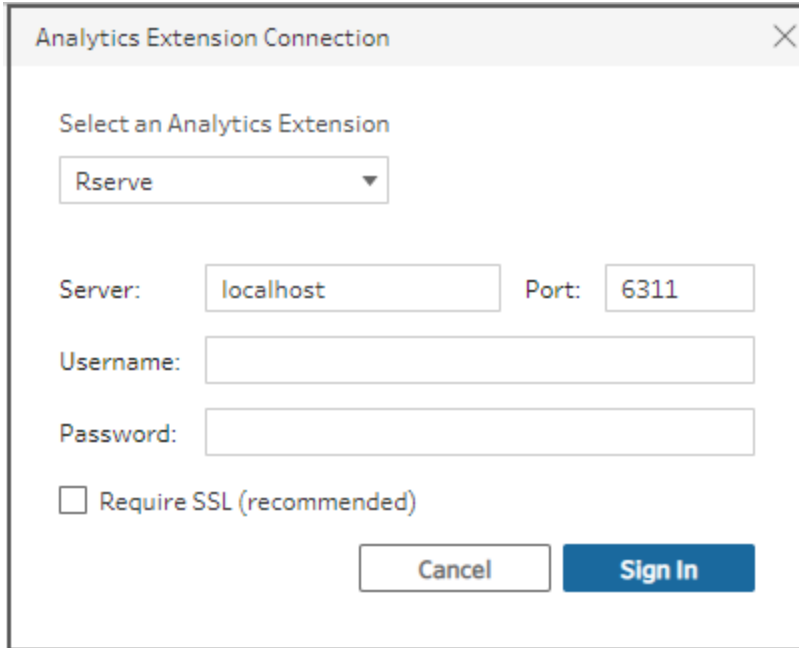 Analytics Extension Connection
Select an Analytics Extension
Rserve
Server: localhost Port: 6311
Username:
Password:
Require SSL (recommended)
Cancel Sign In